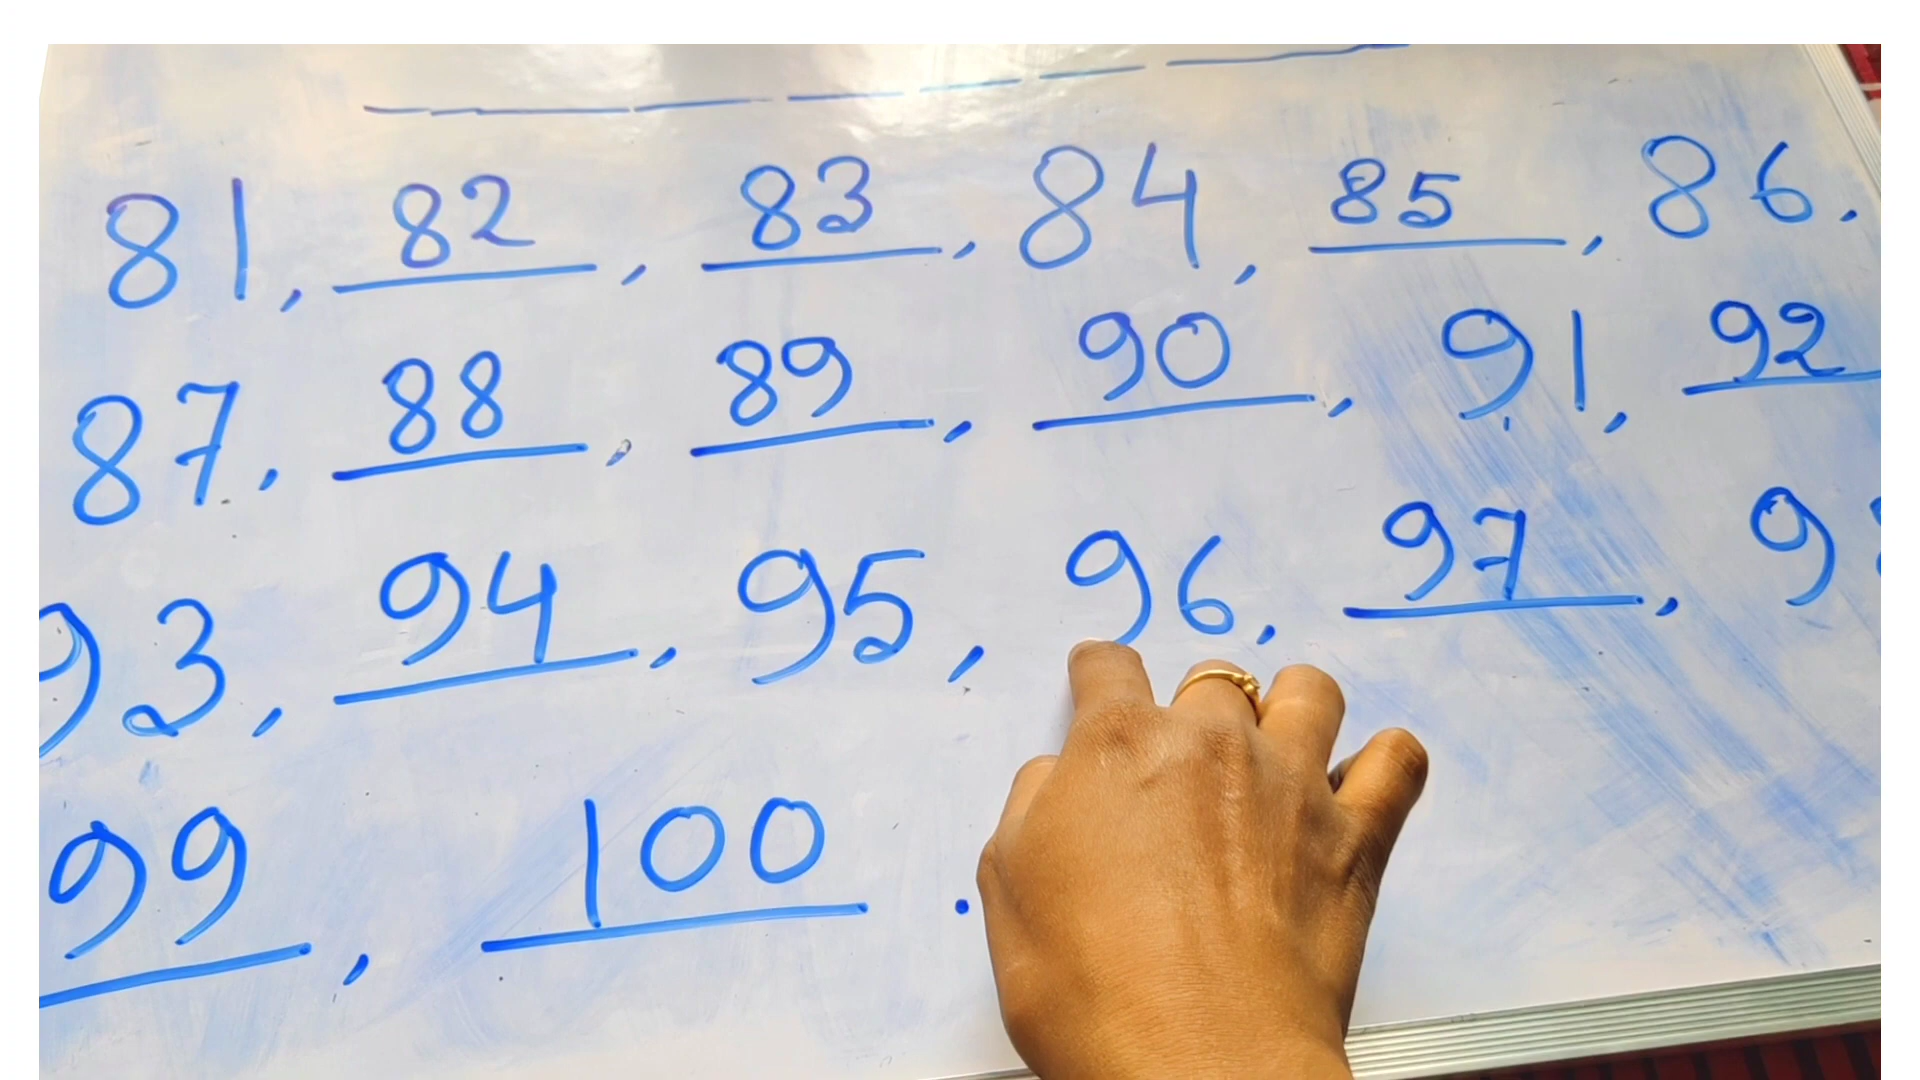 81, 82, 83, 84, 85, 86.
87, 88, 89, 90, 91, 92
93, 94, 95, 96, 97, 9
99, 100.